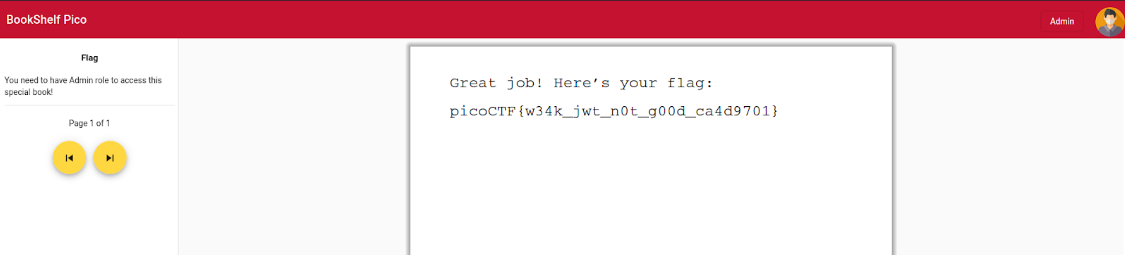 BookShelf Pico
Admin
Flag
You need to have Admin role to access this
special book!
Page 1 of 1
Great job! Here’s your flag:
picoCTF{w34k_jwt_n0t_g00d_ca4d9701}